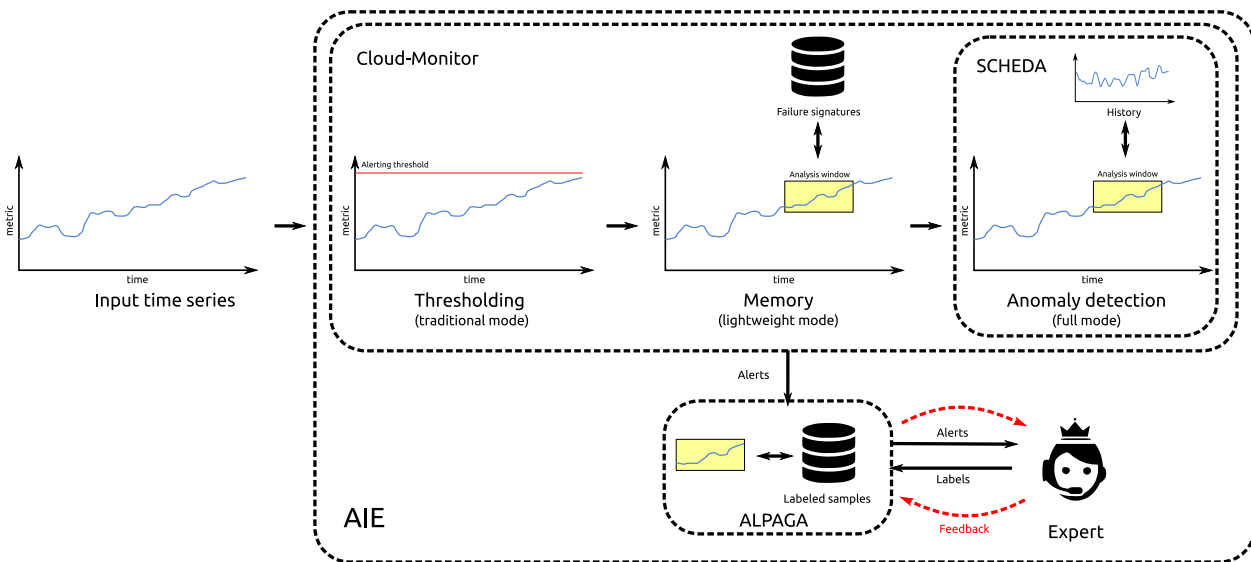 Cloud-Monitor
SCHEDA
Failure signatures
History
Alerting threshold
Analysis window
Analysis window
metric
metric
metric
metric
time
time
time
time
Input time series
Thresholding
(traditional mode)
Memory
(lightweight mode)
Anomaly detection
(full mode)
Alerts
Alerts
Labels
Labeled samples
ALPAGA
Feedback
Expert
AIE